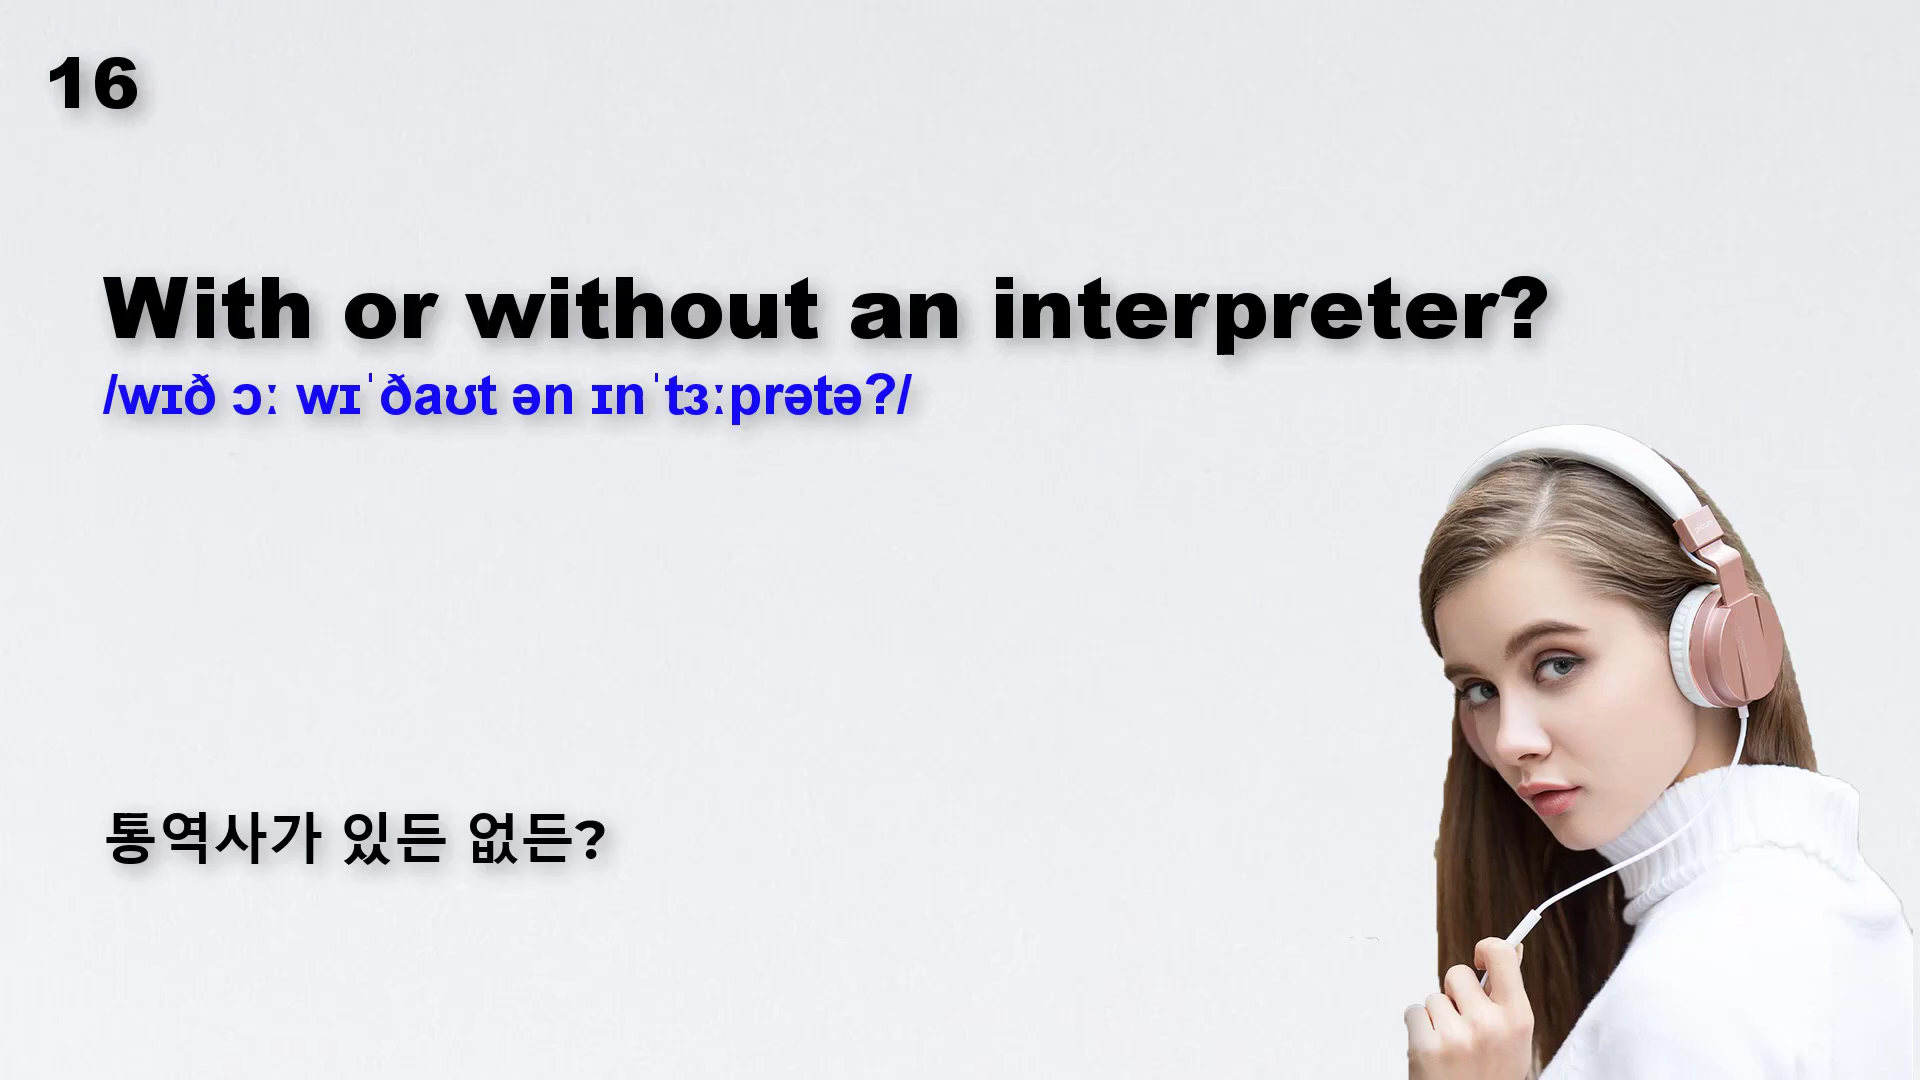 16
With or without an interpreter?
/wɪð ɔː wɪˈðaʊt ən ɪnˈtɜːprətə?/
통역사가 있든 없든?